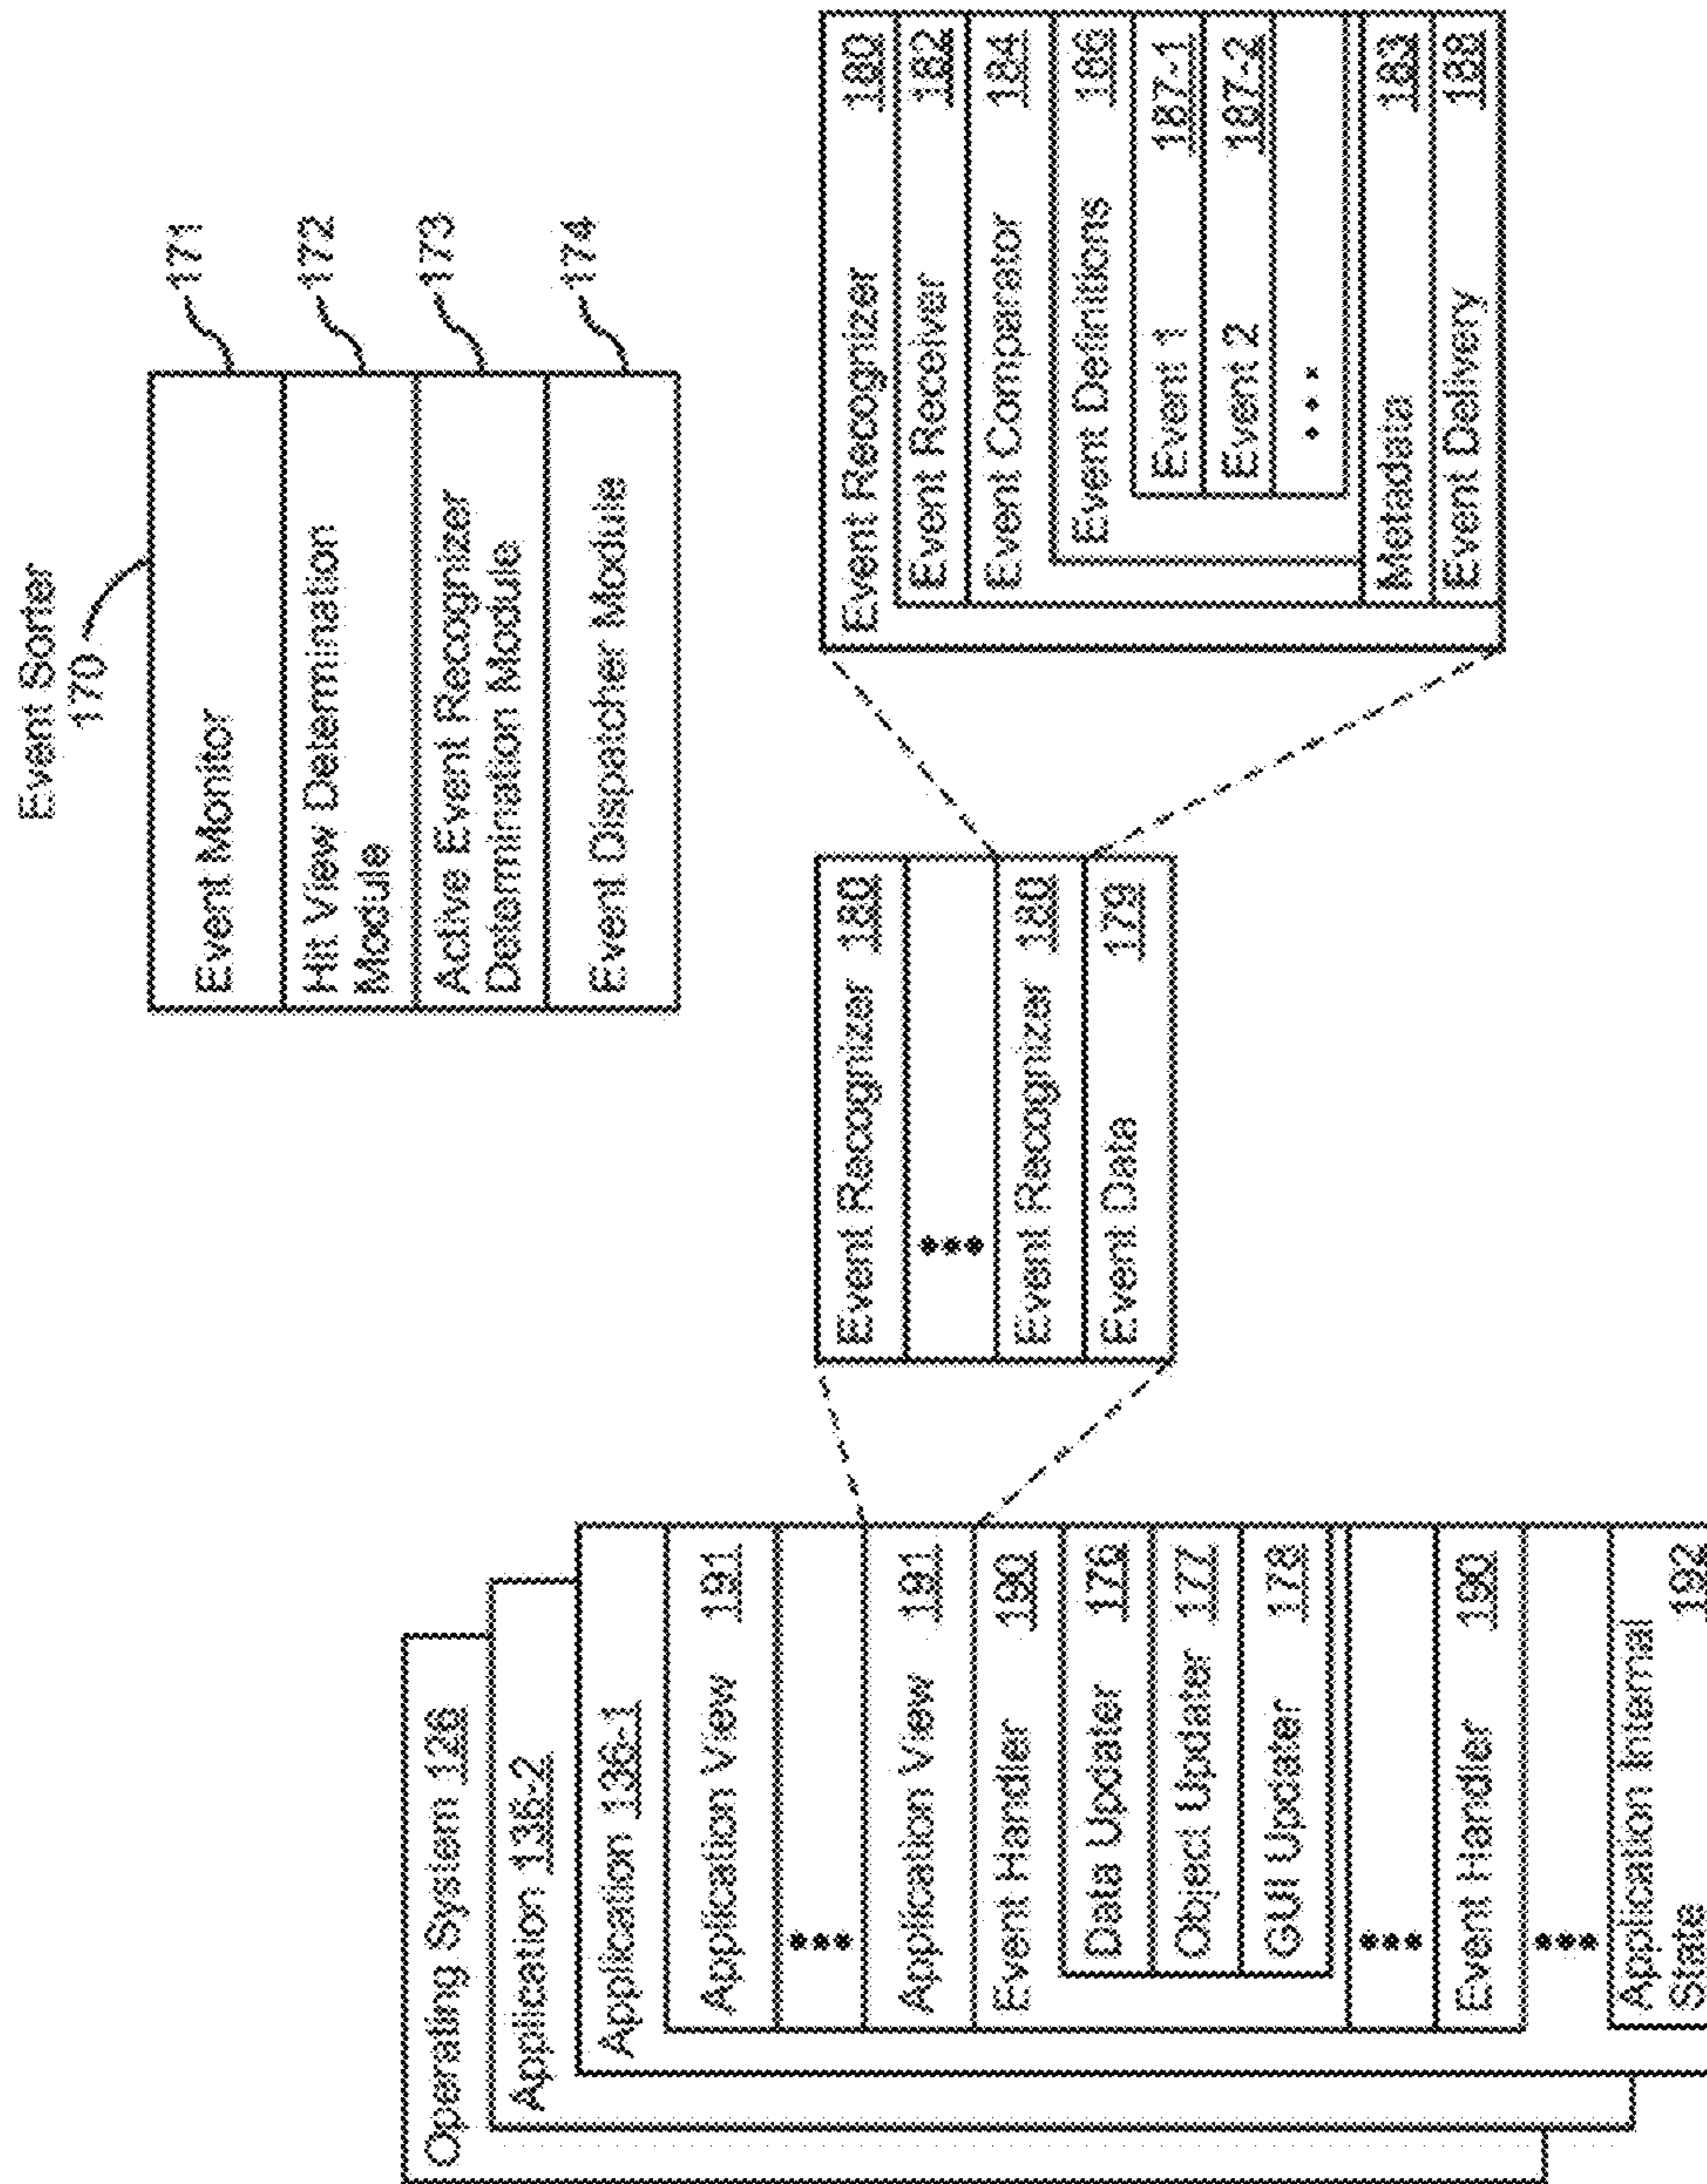 Event Sorter
170
Event Monitor
171
Hit View Determination
Module
172
Active Event Recognizer
Determination Module
173
Event Dispatcher Module
174
Operating System 126
Application 136-2
Application 136-1
Application View 191
•••
Application View 191
Event Handler 190
Data Updater 176
Object Updater 177
GUI Updater 178
•••
Event Handler 190
•••
Application Internal
State 192
Event Recognizer 180
•••
Event Recognizer 180
Event Data 179
Event Recognizer 180
Event Receiver 182
Event Comparator 184
Event Definitions 186
Event 1 187-1
Event 2 187-2
• • •
Metadata 183
Event Delivery 188